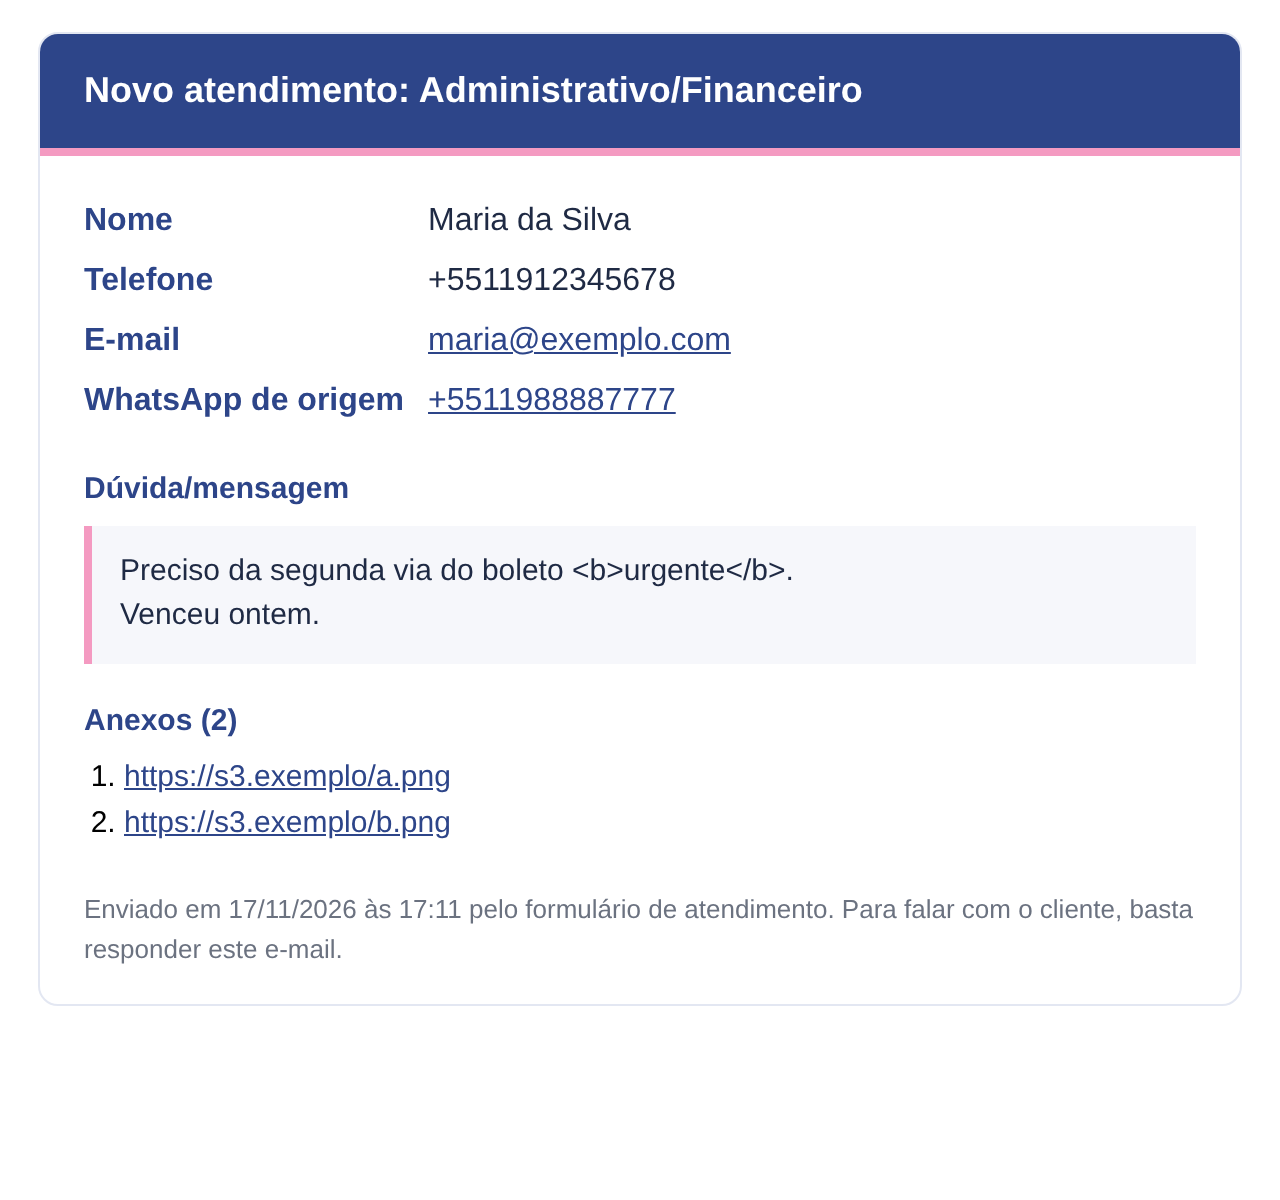 Novo atendimento: Administrativo/Financeiro
Nome Maria da Silva
Telefone +5511912345678
E-mail maria@exemplo.com
WhatsApp de origem +5511988887777
Dúvida/mensagem
Preciso da segunda via do boleto <b>urgente</b>.
Venceu ontem.
Anexos (2)
1. https://s3.exemplo/a.png
2. https://s3.exemplo/b.png
Enviado em 17/11/2026 às 17:11 pelo formulário de atendimento. Para falar com o cliente, basta
responder este e-mail.